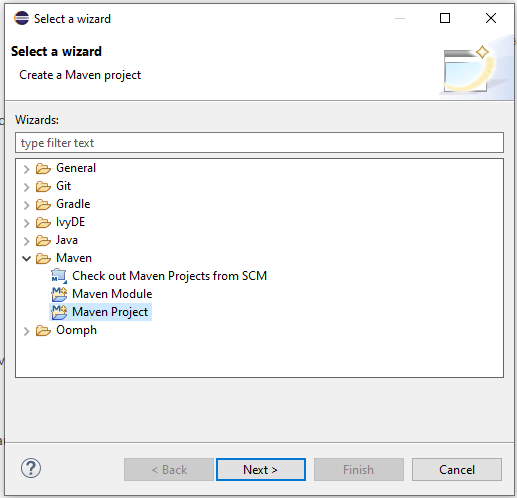 Select a wizard
Select a wizard
Create a Maven project
Wizards:
type filter text
General
Git
Gradle
IvyDE
Java
Maven
Check out Maven Projects from SCM
Maven Module
Maven Project
Oomph
< Back
Next >
Finish
Cancel